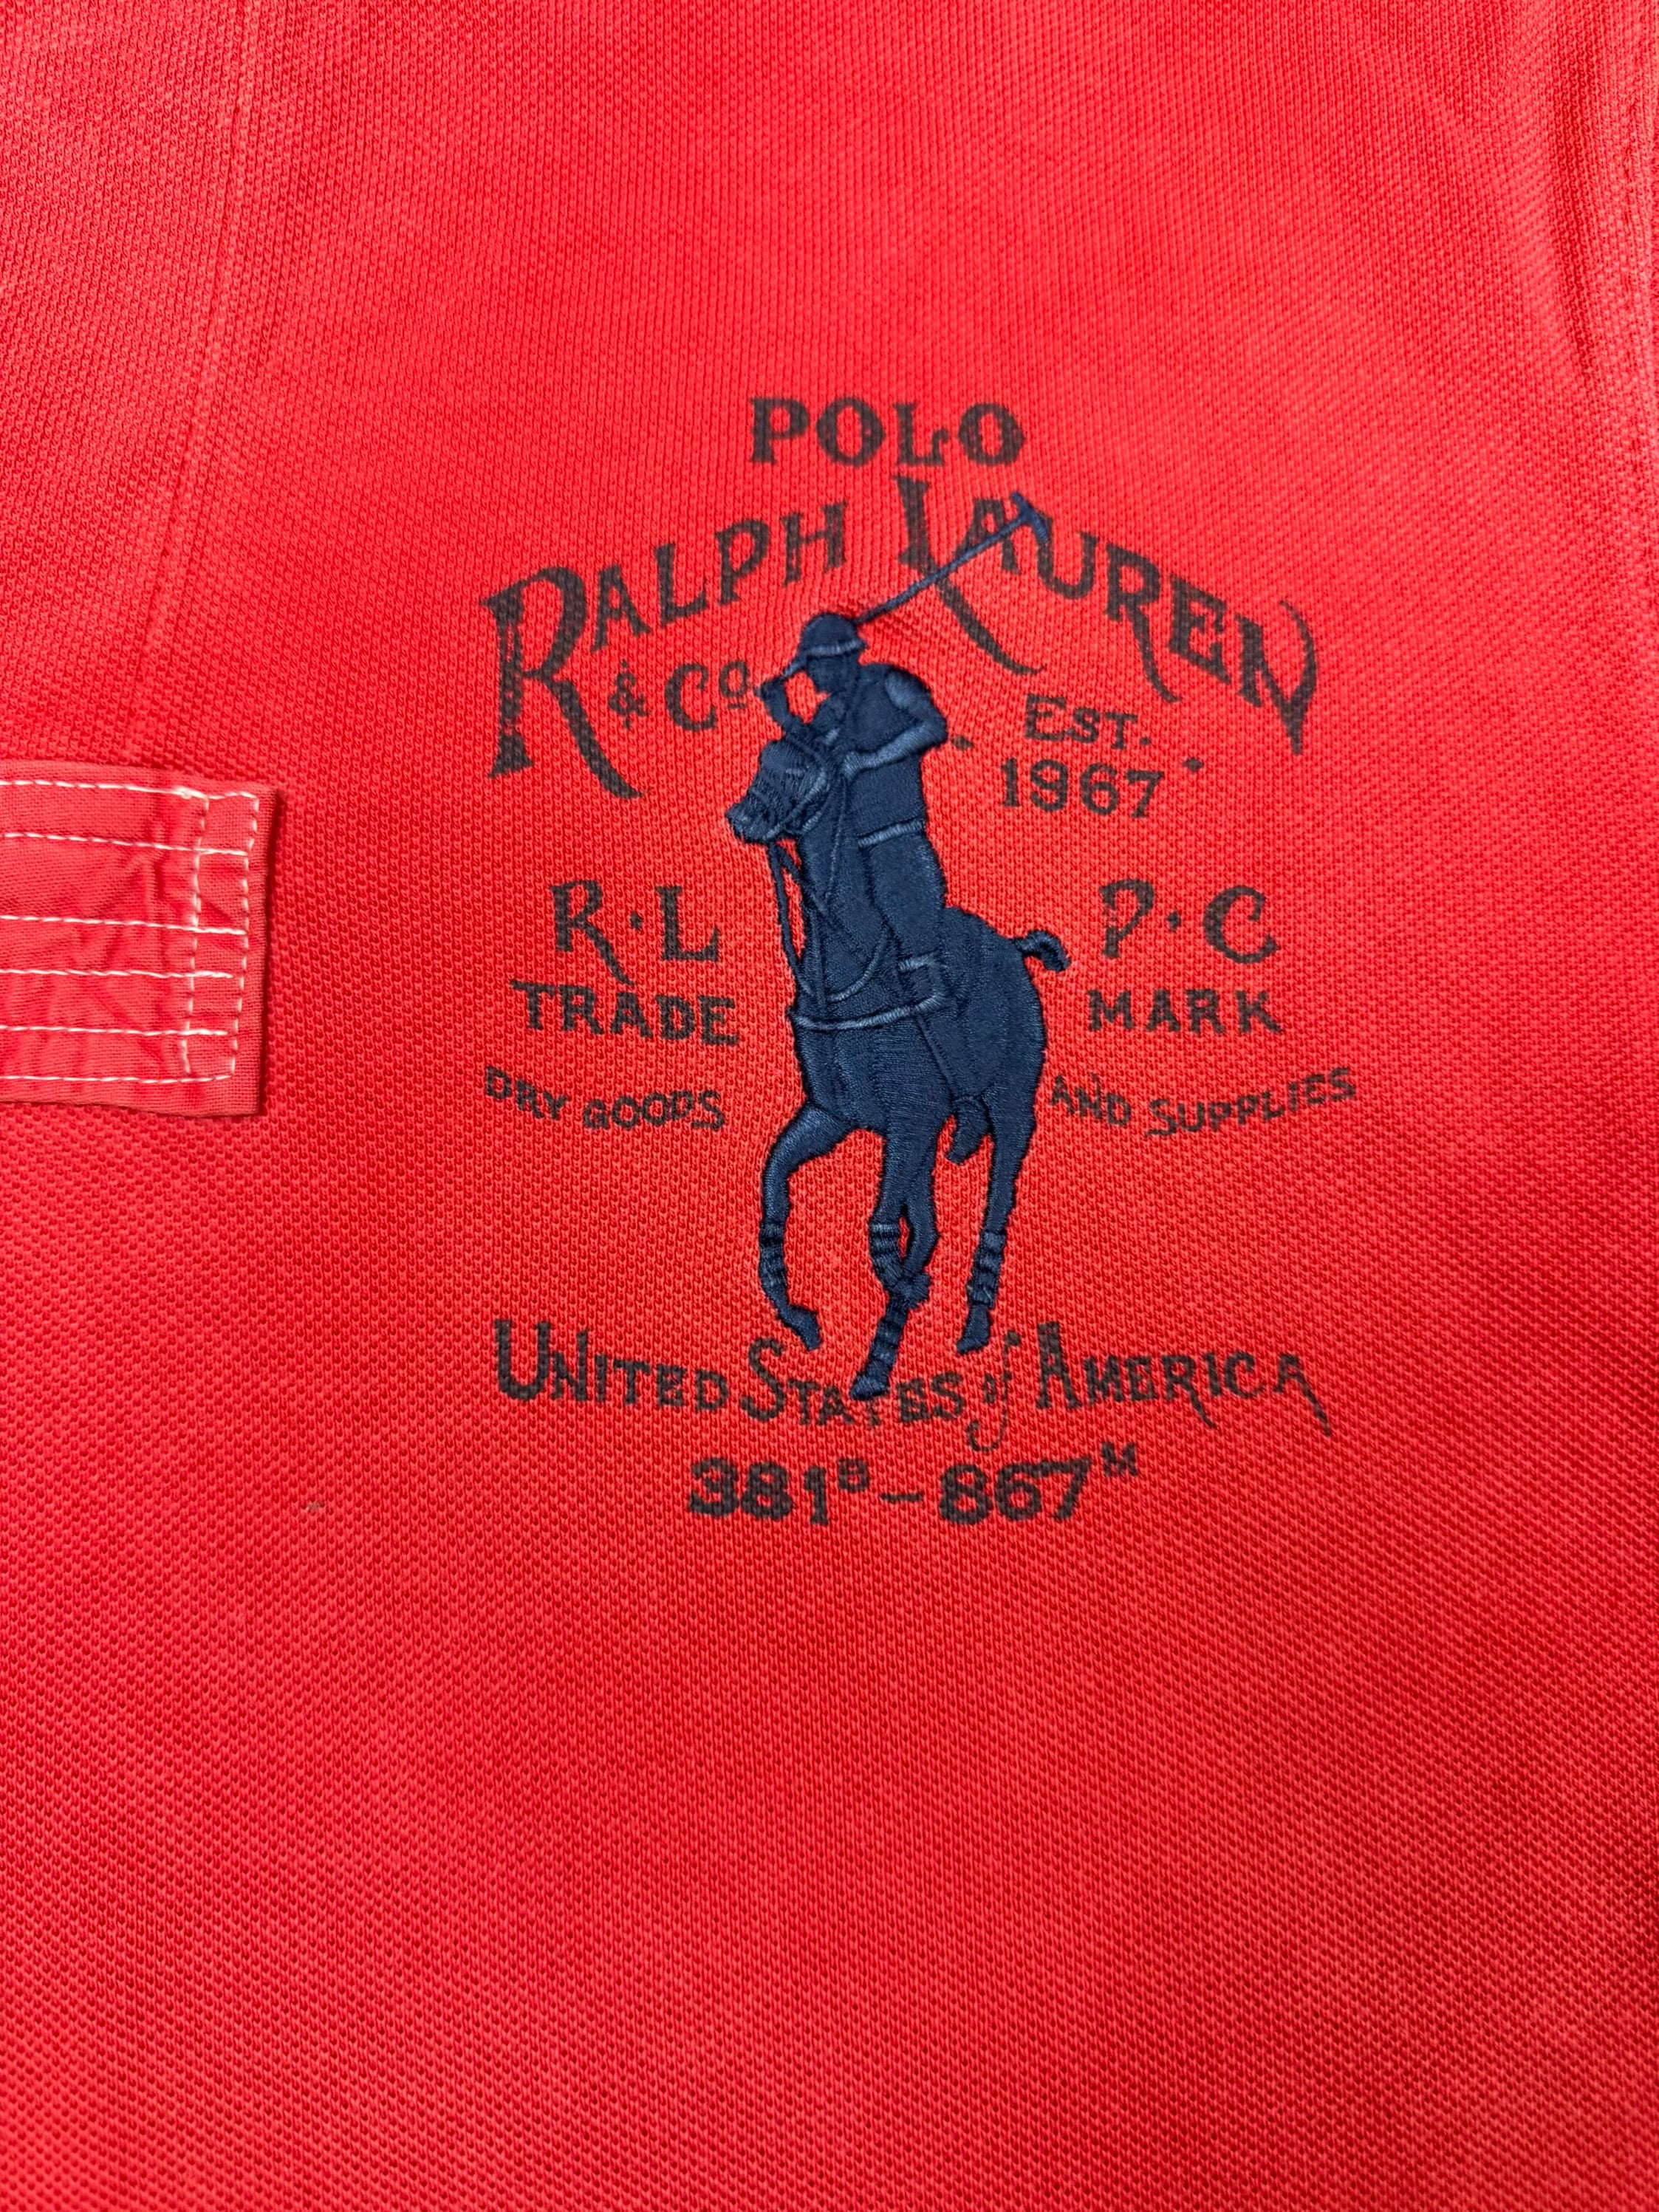 POLO
RALPH LAUREN
& Co EST.
1967
R·L P·C
TRADE MARK
DRY GOODS AND SUPPLIES
UNITED STATES of AMERICA
381B-867M